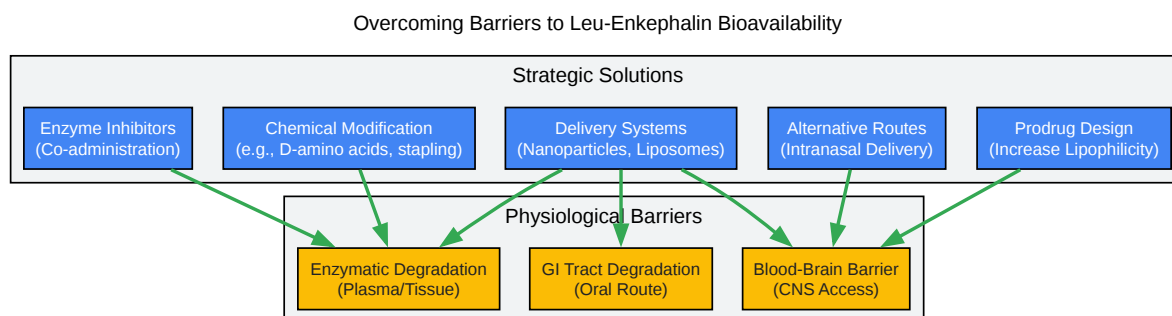 Overcoming Barriers to Leu-Enkephalin Bioavailability
Strategic Solutions
Enzyme Inhibitors
(Co-administration)
Chemical Modification
(e.g., D-amino acids, stapling)
Delivery Systems
(Nanoparticles, Liposomes)
Alternative Routes
(Intranasal Delivery)
Prodrug Design
(Increase Lipophilicity)
Physiological Barriers
Enzymatic Degradation
(Plasma/Tissue)
GI Tract Degradation
(Oral Route)
Blood-Brain Barrier
(CNS Access)